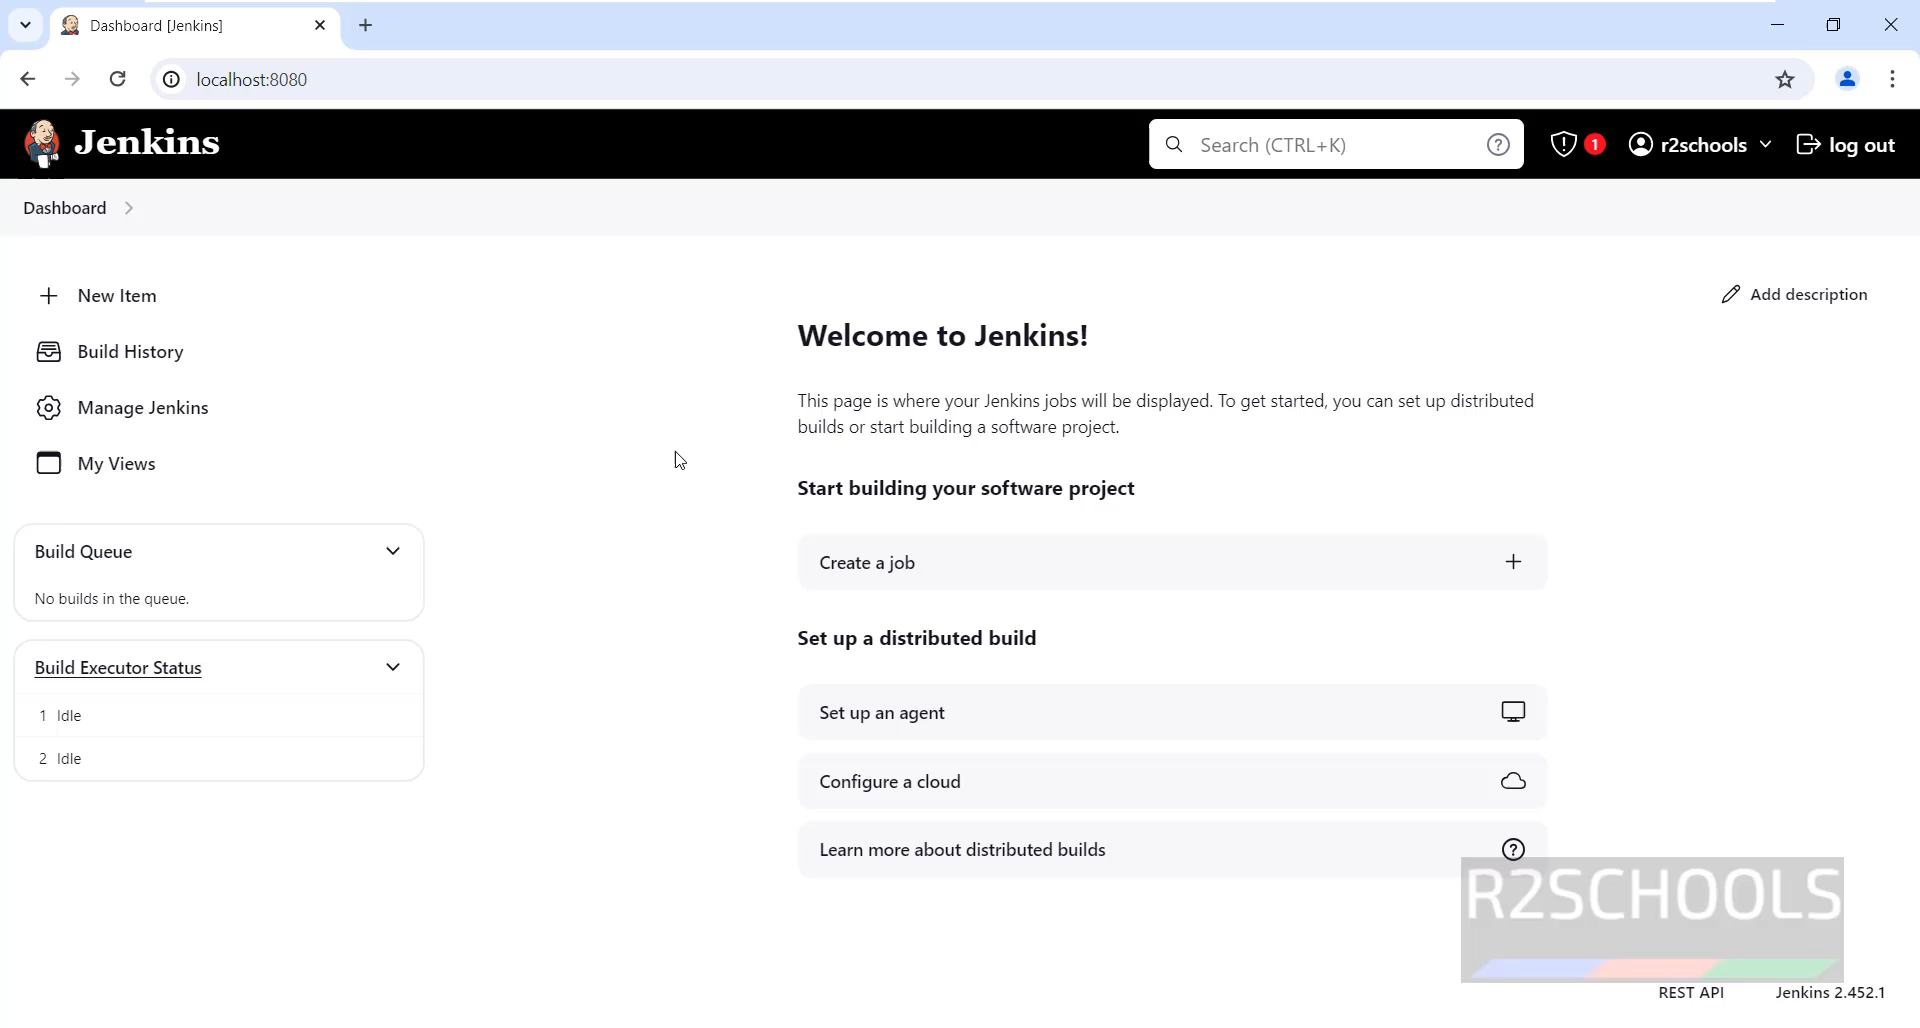 Dashboard [Jenkins]
localhost:8080
Jenkins
Search (CTRL+K)
1
r2schools
log out
Dashboard
New Item
Build History
Manage Jenkins
My Views
Add description
Welcome to Jenkins!
This page is where your Jenkins jobs will be displayed. To get started, you can set up distributed
builds or start building a software project.
Start building your software project
Create a job
Set up a distributed build
Set up an agent
Configure a cloud
Learn more about distributed builds
Build Queue
No builds in the queue.
Build Executor Status
1 Idle
2 Idle
R2SCHOOLS
REST API
Jenkins 2.452.1